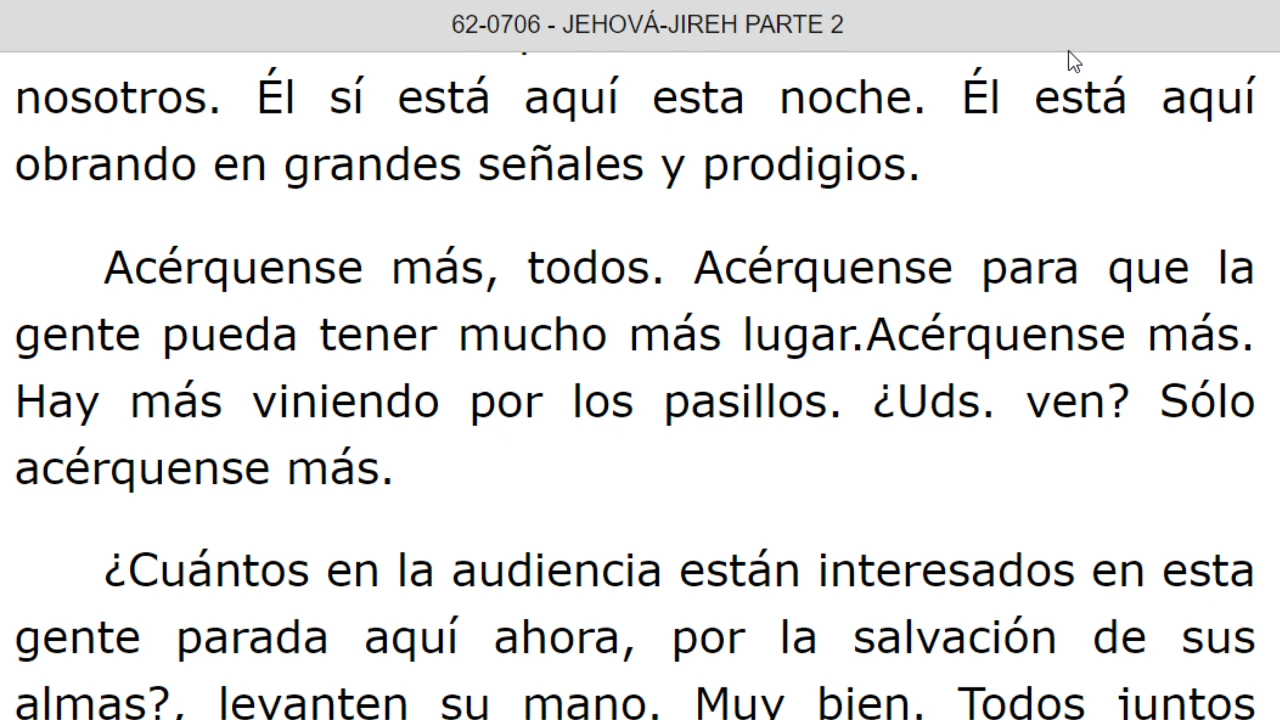 62-0706 - JEHOVÁ-JIREH PARTE 2
nosotros. Él sí está aquí esta noche. Él está aquí
obrando en grandes señales y prodigios.
Acérquense más, todos. Acérquense para que la
gente pueda tener mucho más lugar.Acérquense más.
Hay más viniendo por los pasillos. ¿Uds. ven? Sólo
acérquense más.
¿Cuántos en la audiencia están interesados en esta
gente parada aquí ahora, por la salvación de sus
almas?, levanten su mano. Muy bien. Todos juntos